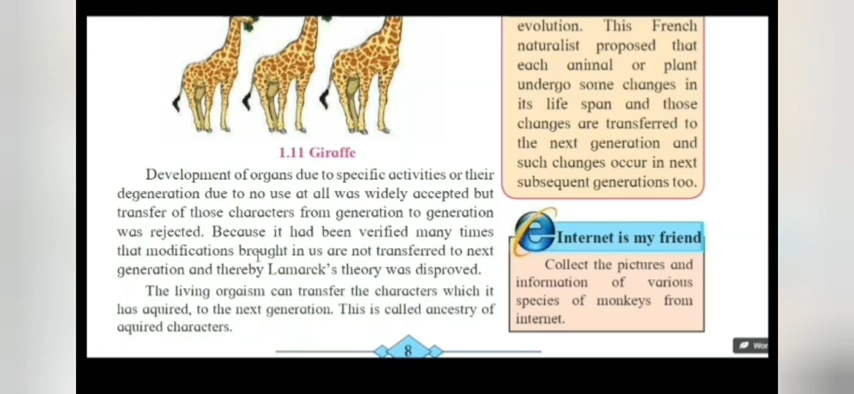 evolution. This French
naturalist proposed that
each animal or plant
undergo some changes in
its life span and those
changes are transferred to
the next generation and
such changes occur in next
subsequent generations too.
1.11 Giraffe
Development of organs due to specific activities or their
degeneration due to no use at all was widely accepted but
transfer of those characters from generation to generation
was rejected. Because it had been verified many times
that modifications brought in us are not transferred to next
generation and thereby Lamarck's theory was disproved.
The living orgaism can transfer the characters which it
has aquired, to the next generation. This is called ancestry of
aquired characters.
Internet is my friend
Collect the pictures and
information of various
species of monkeys from
internet.
8